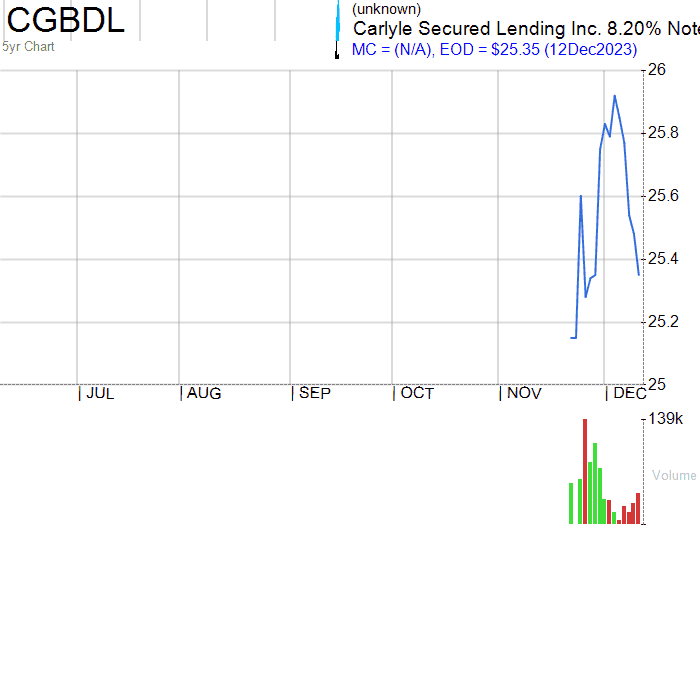 CGBDL
5yr Chart
(unknown)
Carlyle Secured Lending Inc. 8.20% Note
MC = (N/A), EOD = $25.35 (12Dec2023)
26
25.8
25.6
25.4
25.2
25
JUL AUG SEP OCT NOV DEC
139k
Volume